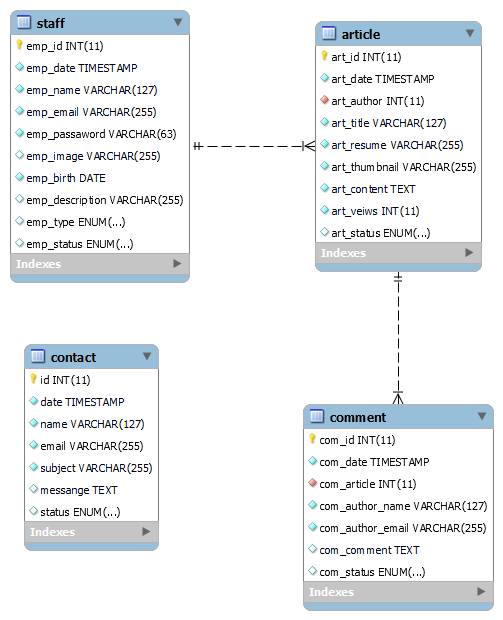 staff
emp_id INT(11)
emp_date TIMESTAMP
emp_name VARCHAR(127)
emp_email VARCHAR(255)
emp_passaword VARCHAR(63)
emp_image VARCHAR(255)
emp_birth DATE
emp_description VARCHAR(255)
emp_type ENUM(...)
emp_status ENUM(...)
Indexes
article
art_id INT(11)
art_date TIMESTAMP
art_author INT(11)
art_title VARCHAR(127)
art_resume VARCHAR(255)
art_thumbnail VARCHAR(255)
art_content TEXT
art_veiws INT(11)
art_status ENUM(...)
Indexes
contact
id INT(11)
date TIMESTAMP
name VARCHAR(127)
email VARCHAR(255)
subject VARCHAR(255)
messange TEXT
status ENUM(...)
Indexes
comment
com_id INT(11)
com_date TIMESTAMP
com_article INT(11)
com_author_name VARCHAR(127)
com_author_email VARCHAR(255)
com_comment TEXT
com_status ENUM(...)
Indexes